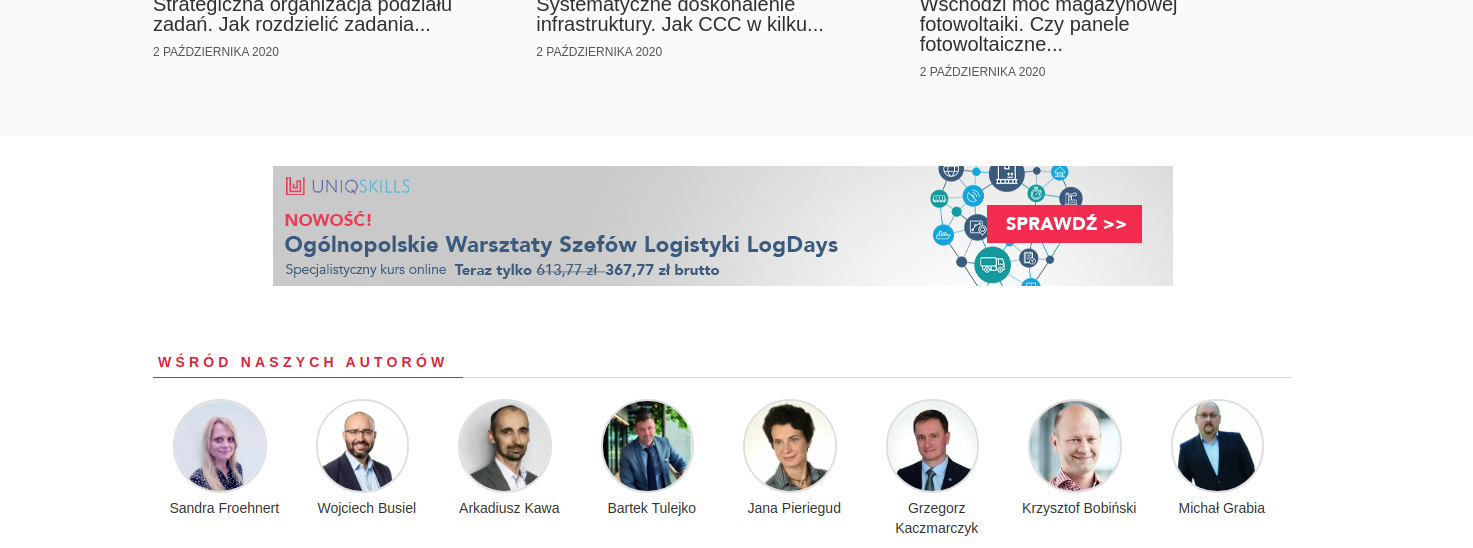 Strategiczna organizacja podziału
zadań. Jak rozdzielić zadania...
2 PAŹDZIERNIKA 2020
Systematyczne doskonalenie
infrastruktury. Jak CCC w kilku...
2 PAŹDZIERNIKA 2020
Wschodzi moc magazynowej
fotowoltaiki. Czy panele
fotowoltaiczne...
2 PAŹDZIERNIKA 2020
UNIQSKILLS
NOWOŚĆ!
Ogólnopolskie Warsztaty Szefów Logistyki LogDays
Specjalistyczny kurs online Teraz tylko 613,77 zł 367,77 zł brutto
SPRAWDŹ >>
WŚRÓD NASZYCH AUTORÓW
Sandra Froehnert
Wojciech Busiel
Arkadiusz Kawa
Bartek Tulejko
Jana Pieriegud
Grzegorz
Kaczmarczyk
Krzysztof Bobiński
Michał Grabia